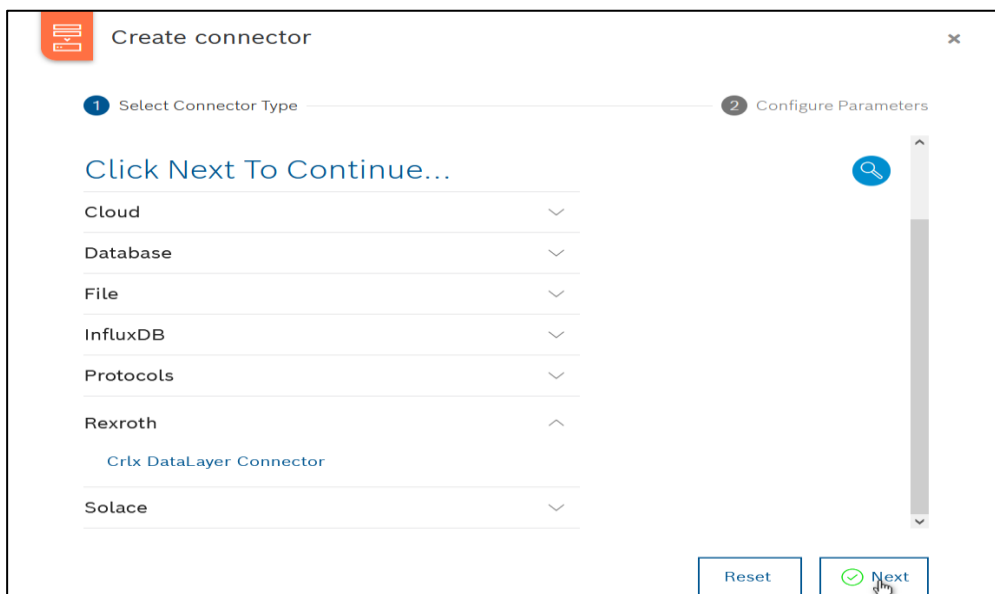 Create connector
1 Select Connector Type
2 Configure Parameters
Click Next To Continue...
Cloud
Database
File
InfluxDB
Protocols
Rexroth
Crlx DataLayer Connector
Solace
Reset
Next